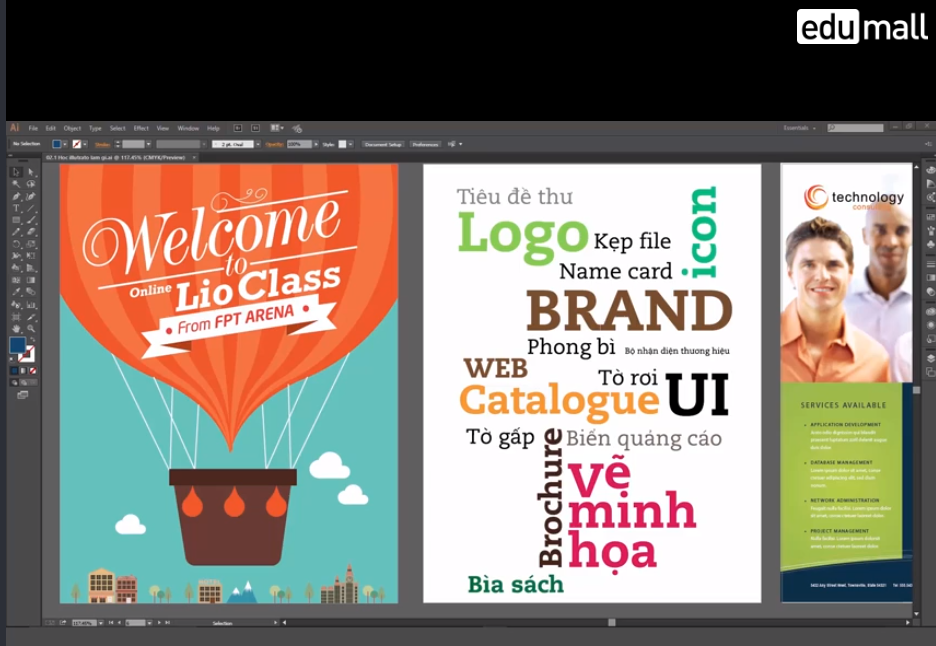 edumall
Ai File Edit Object Type Select Effect View Window Help
Essentials
No Selection
Stroke
2 pt. Oval
Opacity
100%
Style:
Document Setup
Preferences
Welcome
to
Online Lio Class
From FPT ARENA
Tiêu đề thư
Logo
Kẹp file
icon
Name card
BRAND
Phong bì
Bộ nhận diện thương hiệu
WEB
Tờ rơi
UI
Catalogue
Tờ gấp
Biển quảng cáo
Brochure
vẽ
minh
họa
Bìa sách
technology
SERVICES AVAILABLE
APPLICATION DEVELOPMENT
DATABASE MANAGEMENT
NETWORK ADMINISTRATION
PROJECT MANAGEMENT
Selection